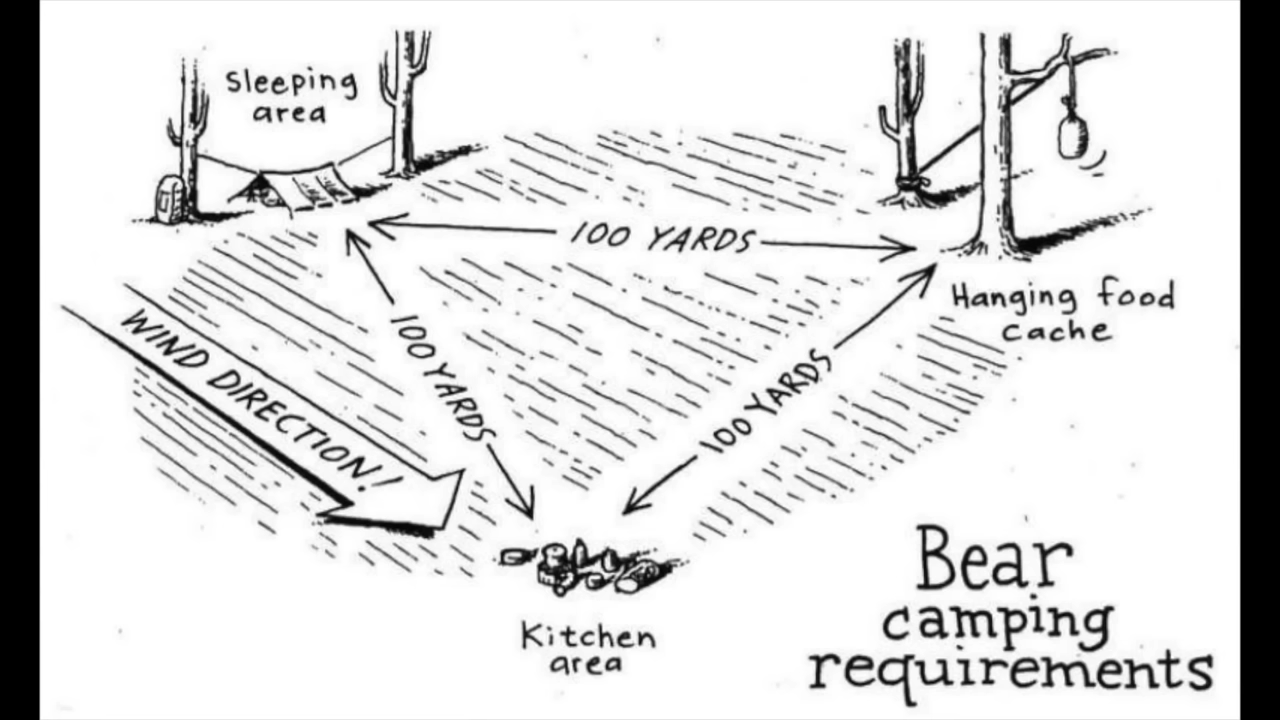 Sleeping
area
100 YARDS
Hanging food
cache
WIND DIRECTION!
100 YARDS
100 YARDS
Kitchen
area
Bear
camping
requirements